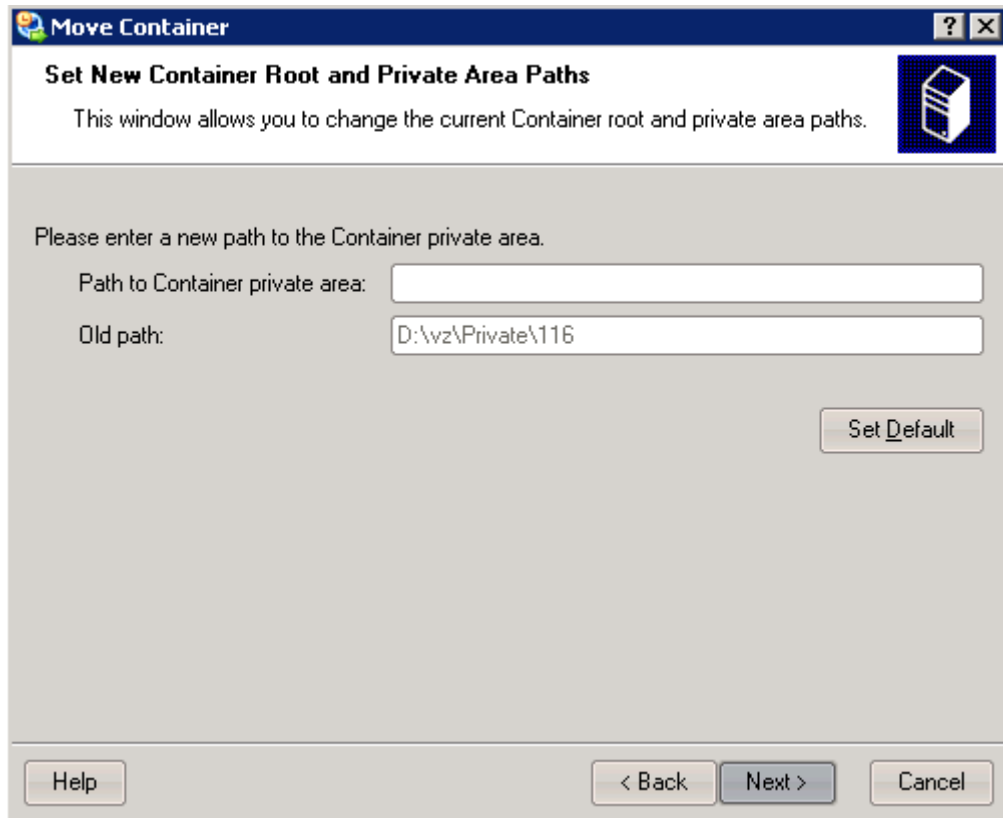 Move Container
Set New Container Root and Private Area Paths
This window allows you to change the current Container root and private area paths.
Please enter a new path to the Container private area.
Path to Container private area:
Old path: D:\vz\Private\116
Set Default
Help < Back Next > Cancel